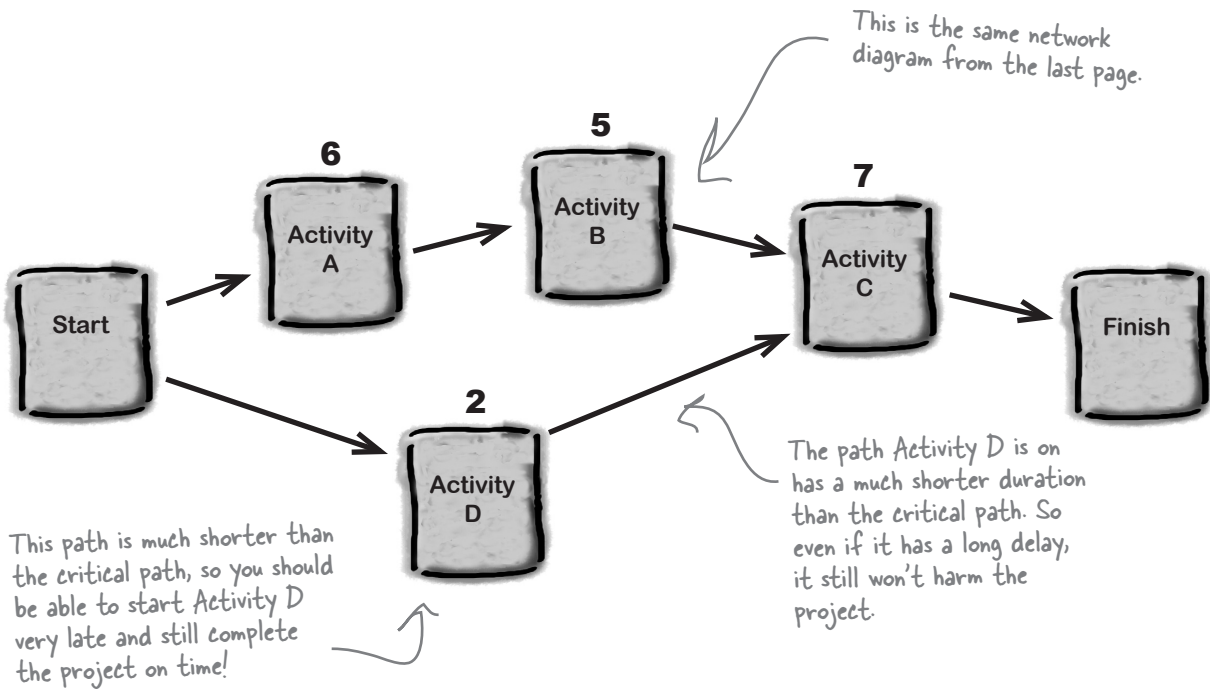 This is the same network
diagram from the last page.
5
6
7
Activity
B
Activity
A
Activity
C
Start
Finish
2
Activity
D
The path Activity D is on
has a much shorter duration
than the critical path. So
even if it has a long delay,
it still won't harm the
project.
This path is much shorter than
the critical path, so you should
be able to start Activity D
very late and still complete
the project on time!